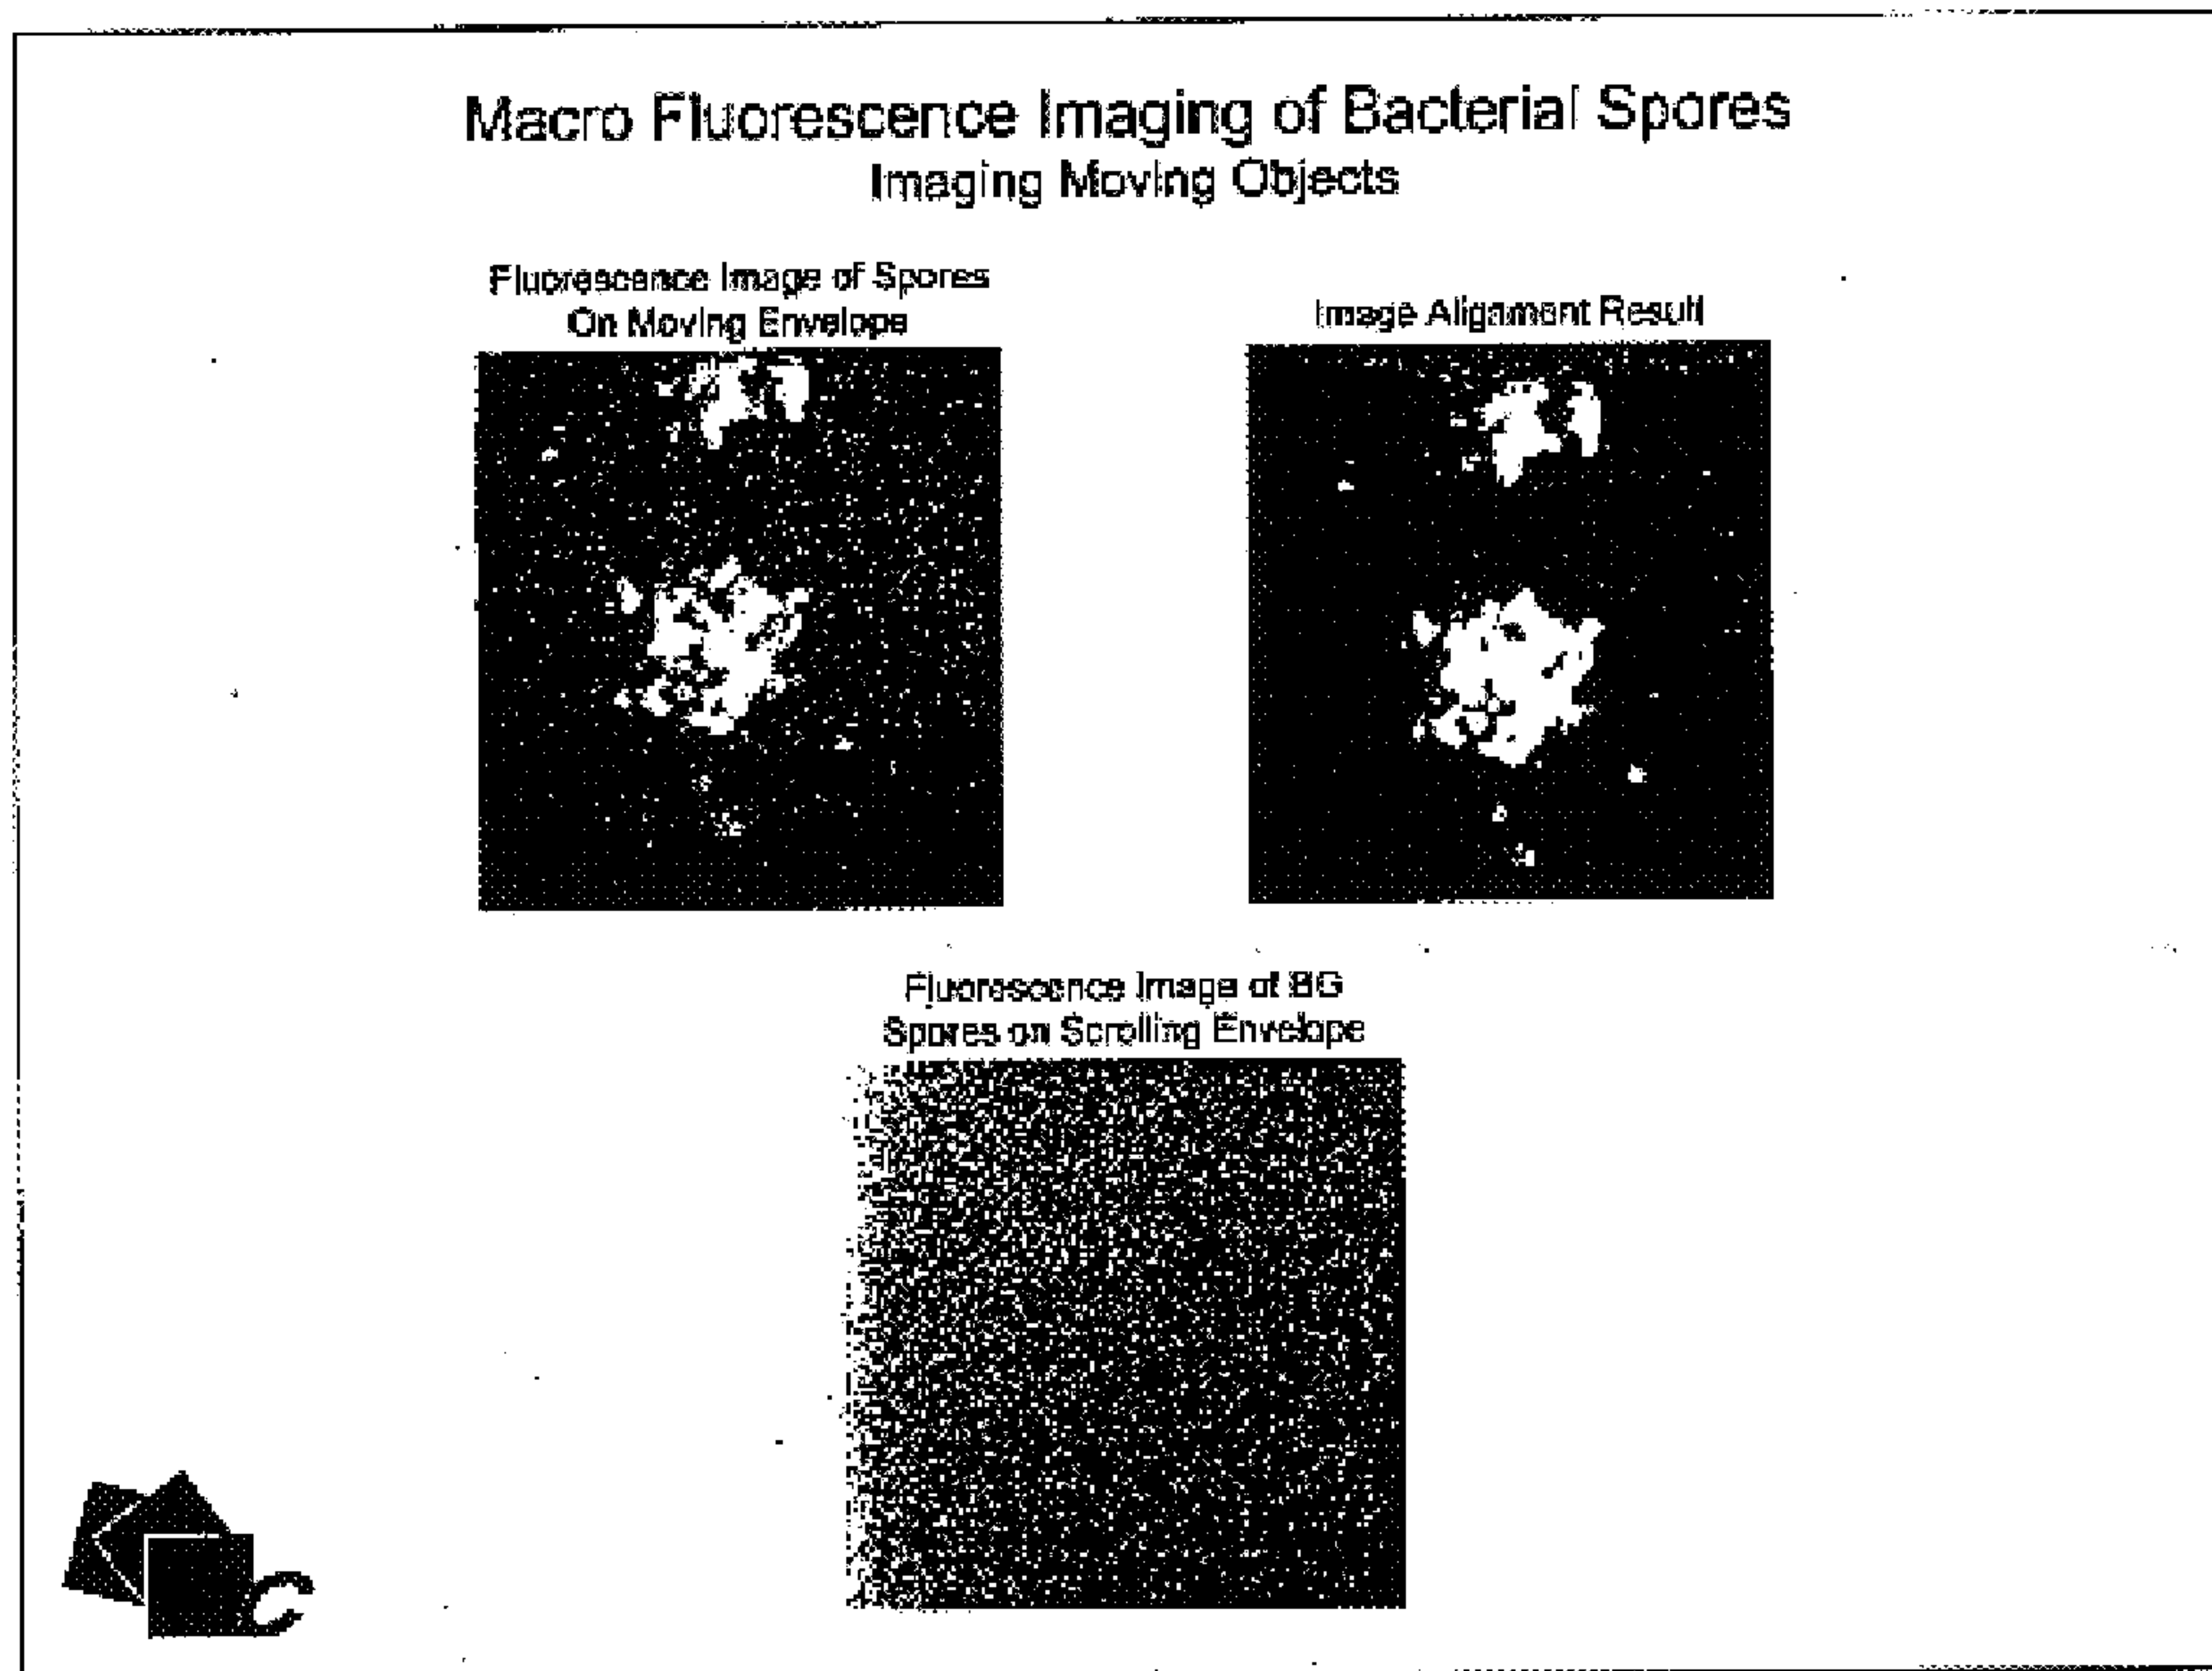 Macro Fluorescence Imaging of Bacterial Spores
Imaging Moving Objects
Fluorescence Image of Spores
On Moving Envelope
Image Aligament Result
Fluorescence Image of BG
Spores on Scrolling Envelope
C